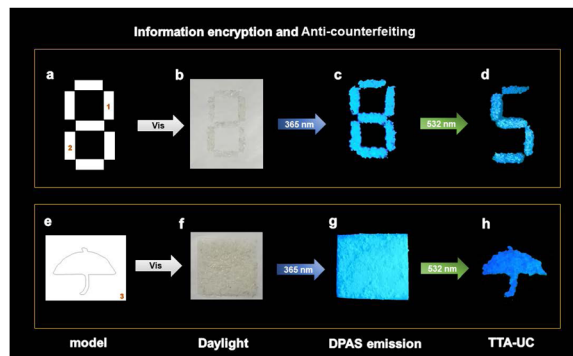 Information encryption and Anti-counterfeiting
a
b
c
d
1
2
Vis
365 nm
532 nm
e
f
g
h
3
Vis
365 nm
532 nm
model
Daylight
DPAS emission
TTA-UC